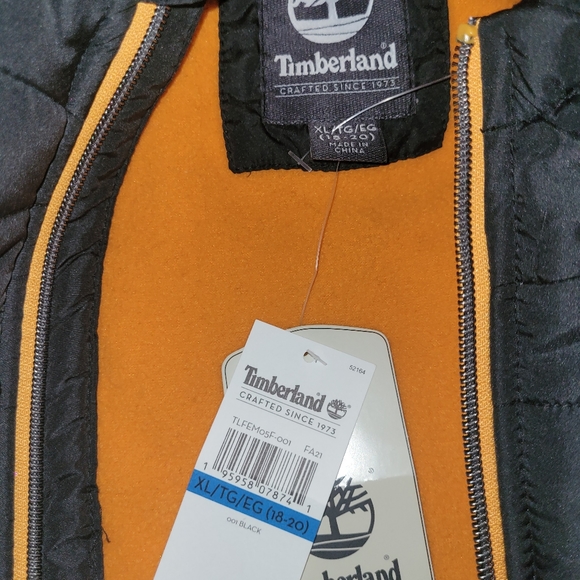 Timberland
CRAFTED SINCE 1973
XL/TG/EG
(18-20)
MADE IN
CHINA
52164
Timberland
CRAFTED SINCE 1973
TLFEM05F-001 FA21
1 95958 07874 1
XL/TG/EG (18-20)
001 BLACK